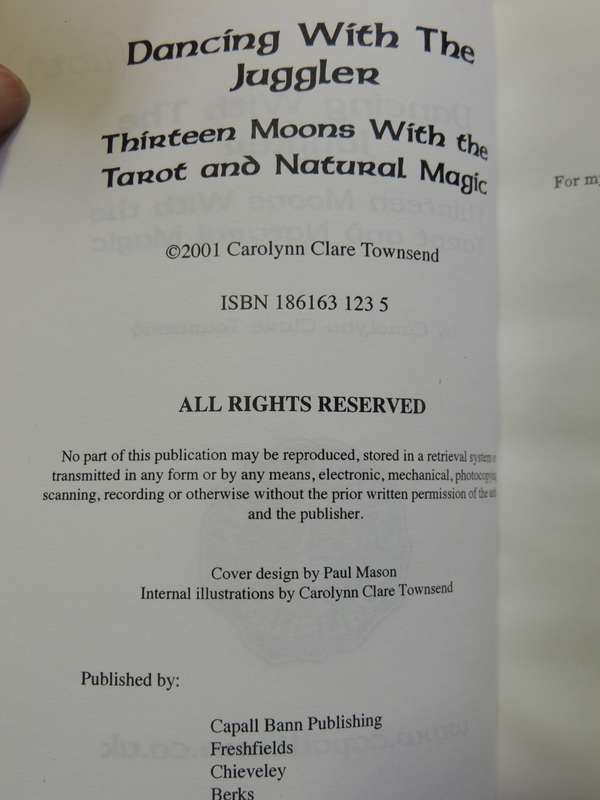 Dancing With The
Juggler
Thirteen Moons With the
Tarot and Natural Magic
©2001 Carolynn Clare Townsend
ISBN 186163 123 5
ALL RIGHTS RESERVED
No part of this publication may be reproduced, stored in a retrieval system or
transmitted in any form or by any means, electronic, mechanical, photocopying,
scanning, recording or otherwise without the prior written permission of the
and the publisher.
Cover design by Paul Mason
Internal illustrations by Carolynn Clare Townsend
Published by:
Capall Bann Publishing
Freshfields
Chieveley
Berks
For my